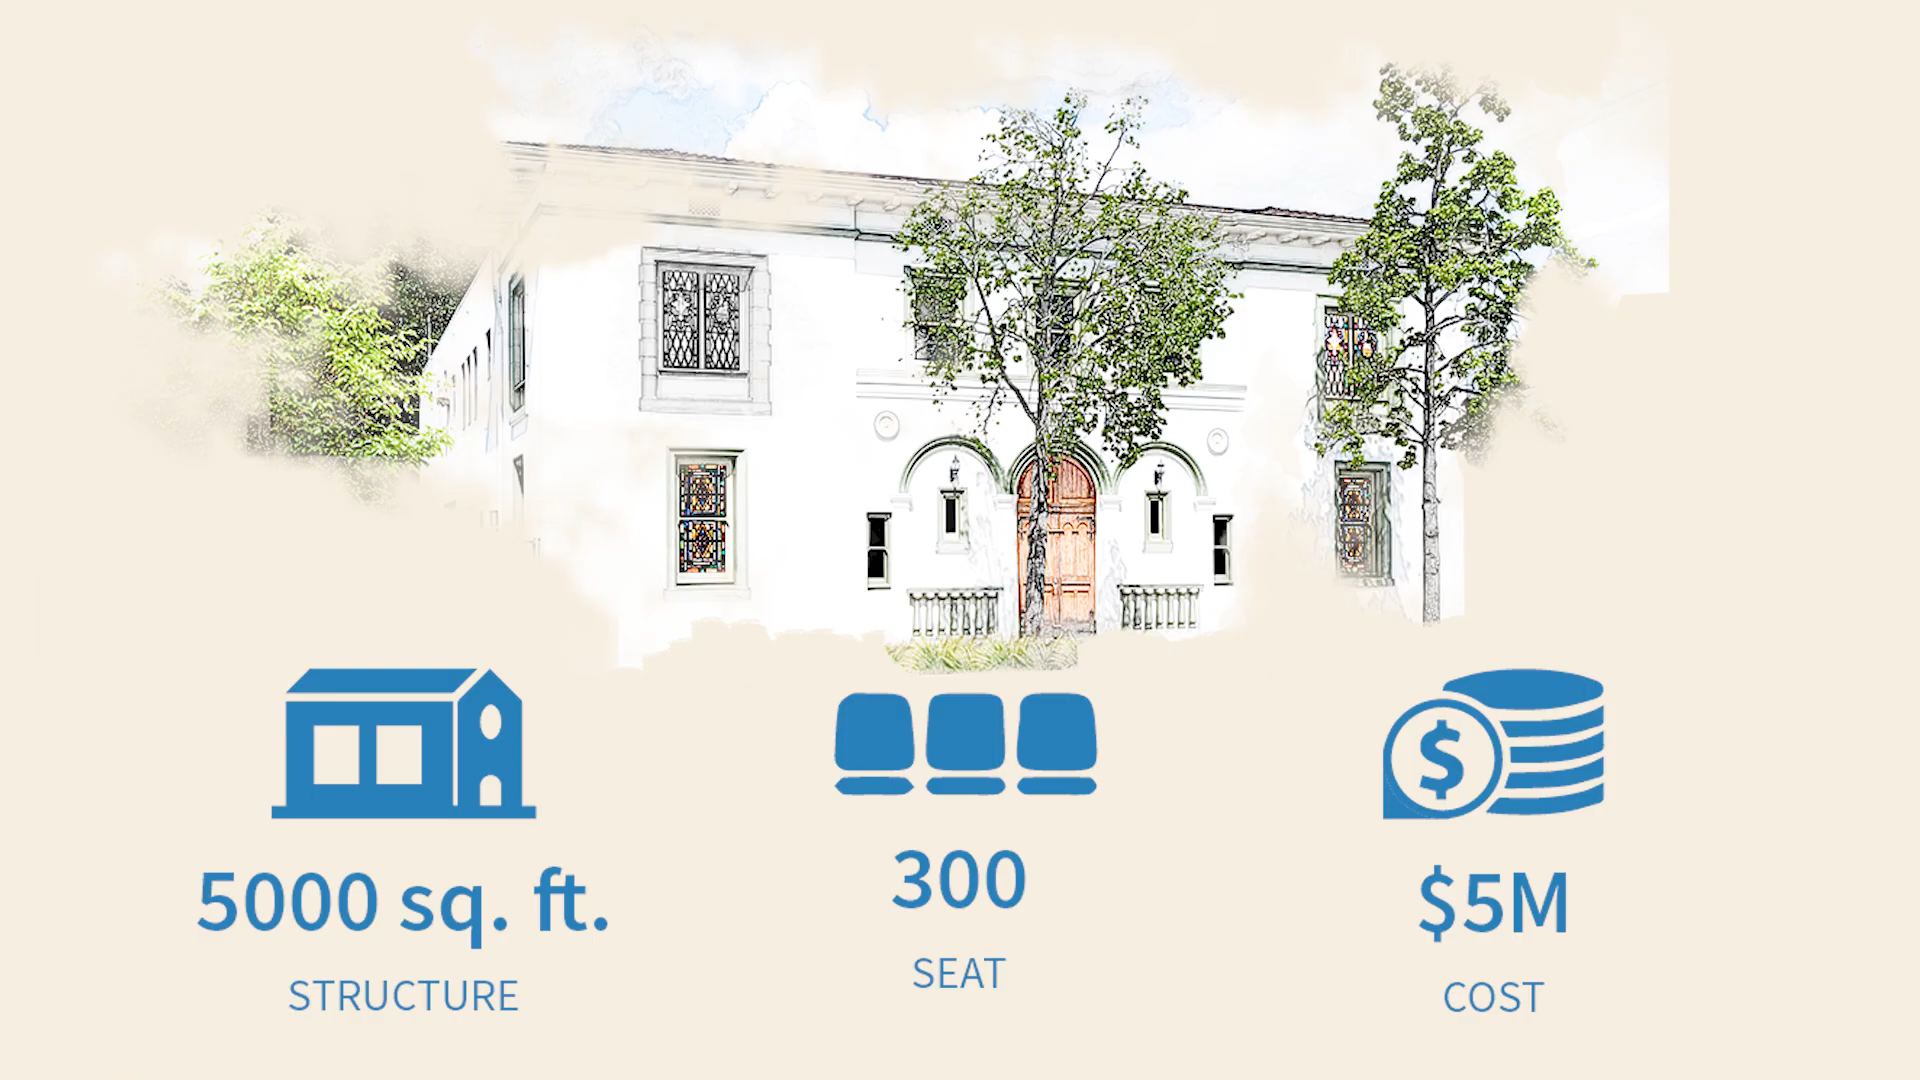 5000 sq. ft.
STRUCTURE
300
SEAT
$
$5M
COST